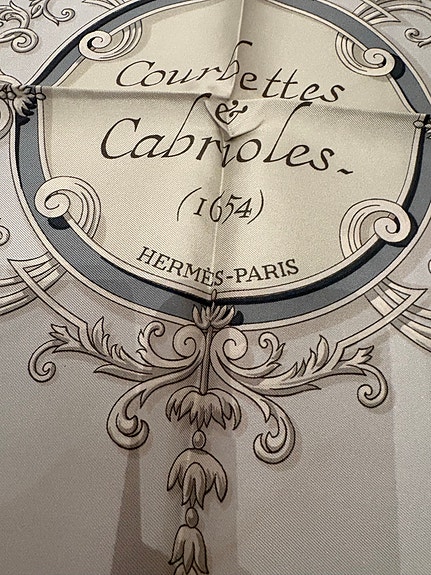 Courbettes
&
Cabrioles.
(1654)
HERMÈS-PARIS